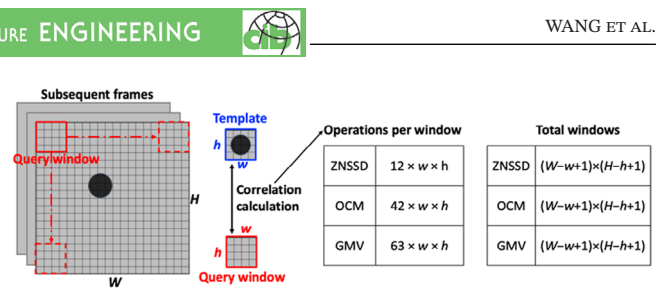 URE ENGINEERING
WANG ET AL.
Subsequent frames
Template
Query window
h
w
H
W
Correlation
calculation
w
h
Query window
Operations per window
ZNSSD 12 × w × h
OCM 42 × w × h
GMV 63 × w × h
Total windows
ZNSSD (W−w+1)×(H−h+1)
OCM (W−w+1)×(H−h+1)
GMV (W−w+1)×(H−h+1)